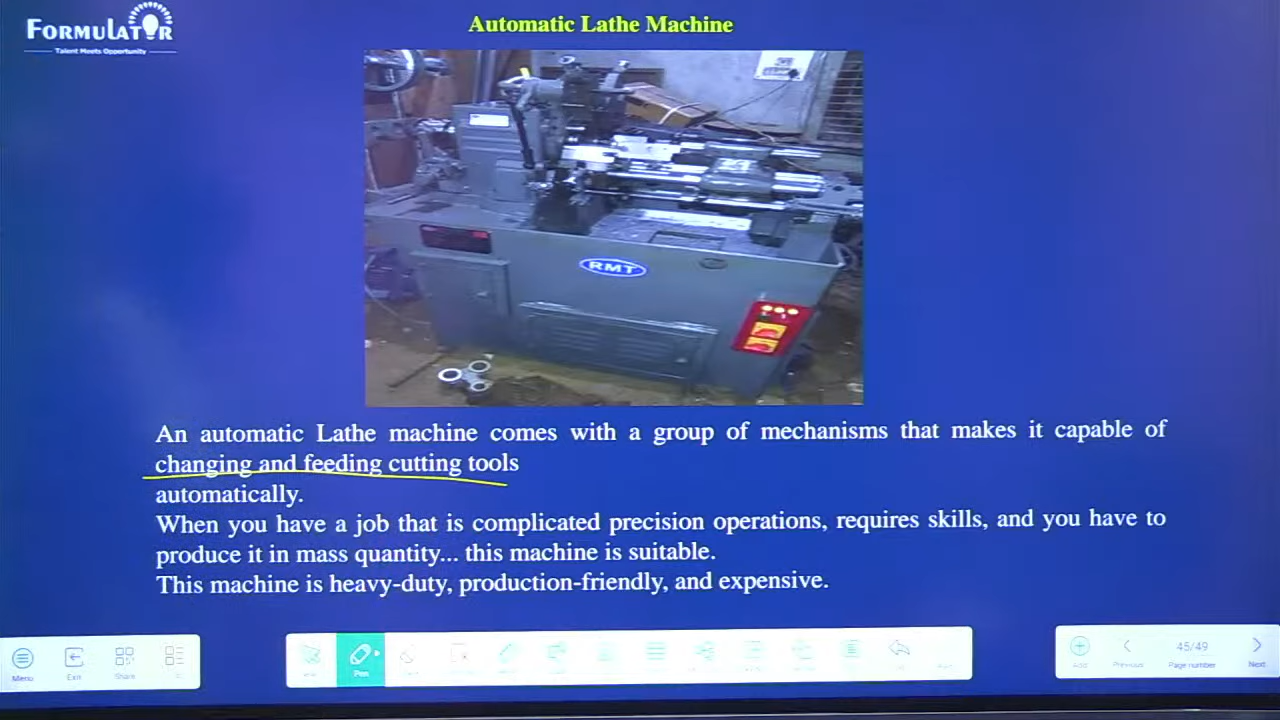 FORMULATOR
Talent Meets Opportunity
Automatic Lathe Machine
RMT
An automatic Lathe machine comes with a group of mechanisms that makes it capable of
changing and feeding cutting tools
automatically.
When you have a job that is complicated precision operations, requires skills, and you have to
produce it in mass quantity... this machine is suitable.
This machine is heavy-duty, production-friendly, and expensive.
Menu
Exit
Share
Pen
Add
Previous
45/49
Page number
Next